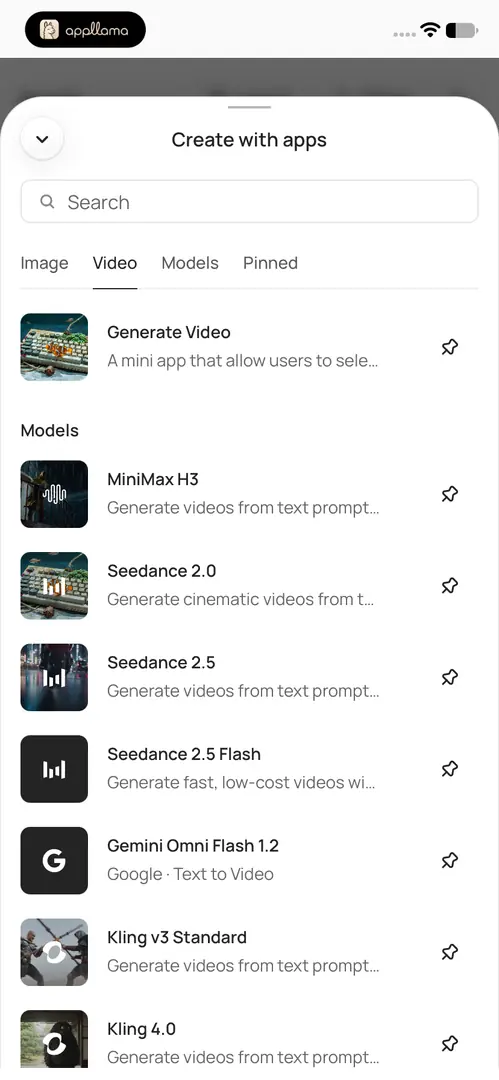 appllama
Create with apps
Search
Image Video Models Pinned
Generate Video
A mini app that allow users to sele...
Models
MiniMax H3
Generate videos from text prompt...
Seedance 2.0
Generate cinematic videos from t...
Seedance 2.5
Generate videos from text prompt...
Seedance 2.5 Flash
Generate fast, low-cost videos wi...
Gemini Omni Flash 1.2
Google · Text to Video
Kling v3 Standard
Generate videos from text prompt...
Kling 4.0
Generate videos from text prompt...